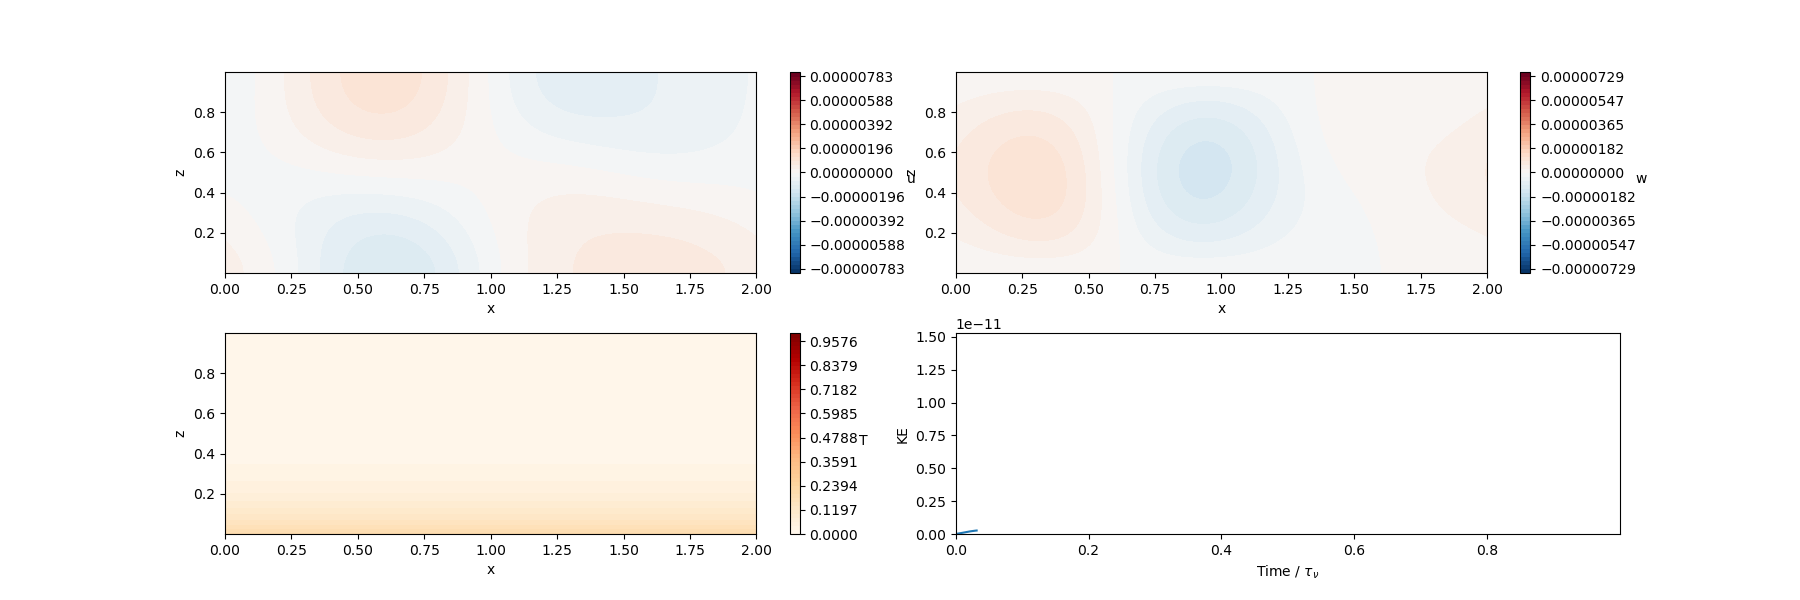 0.8
0.6
0.4
0.2
z
0.00 0.25 0.50 0.75 1.00 1.25 1.50 1.75 2.00
x
0.00000783
0.00000588
0.00000392
0.00000196
0.00000000
−0.00000196
−0.00000392
−0.00000588
−0.00000783
u
0.8
0.6
0.4
0.2
z
0.00 0.25 0.50 0.75 1.00 1.25 1.50 1.75 2.00
x
0.00000729
0.00000547
0.00000365
0.00000182
0.00000000
−0.00000182
−0.00000365
−0.00000547
−0.00000729
w
0.8
0.6
0.4
0.2
z
0.00 0.25 0.50 0.75 1.00 1.25 1.50 1.75 2.00
x
0.9576
0.8379
0.7182
0.5985
0.4788
0.3591
0.2394
0.1197
0.0000
T
1e−11
1.50
1.25
1.00
0.75
0.50
0.25
0.00
KE
0.0 0.2 0.4 0.6 0.8
Time / τν